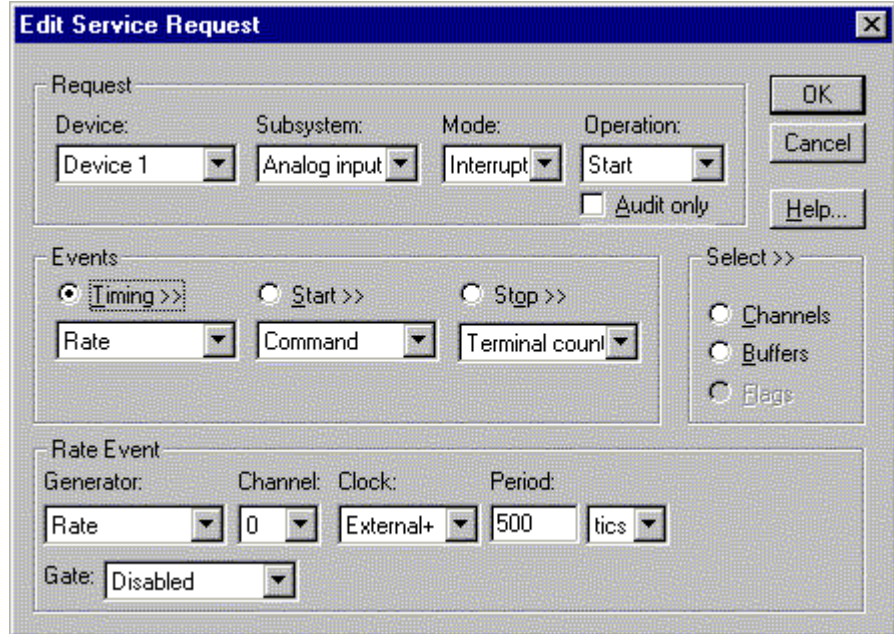 Edit Service Request
Request
OK
Device: Subsystem: Mode: Operation:
Device 1 Analog input Interrupt Start
Cancel
Audit only
Help...
Events
Select >>
Timing >> Start >> Stop >>
Channels
Rate Command Terminal count
Buffers
Flags
Rate Event
Generator: Channel: Clock: Period:
Rate 0 External+ 500 tics
Gate: Disabled